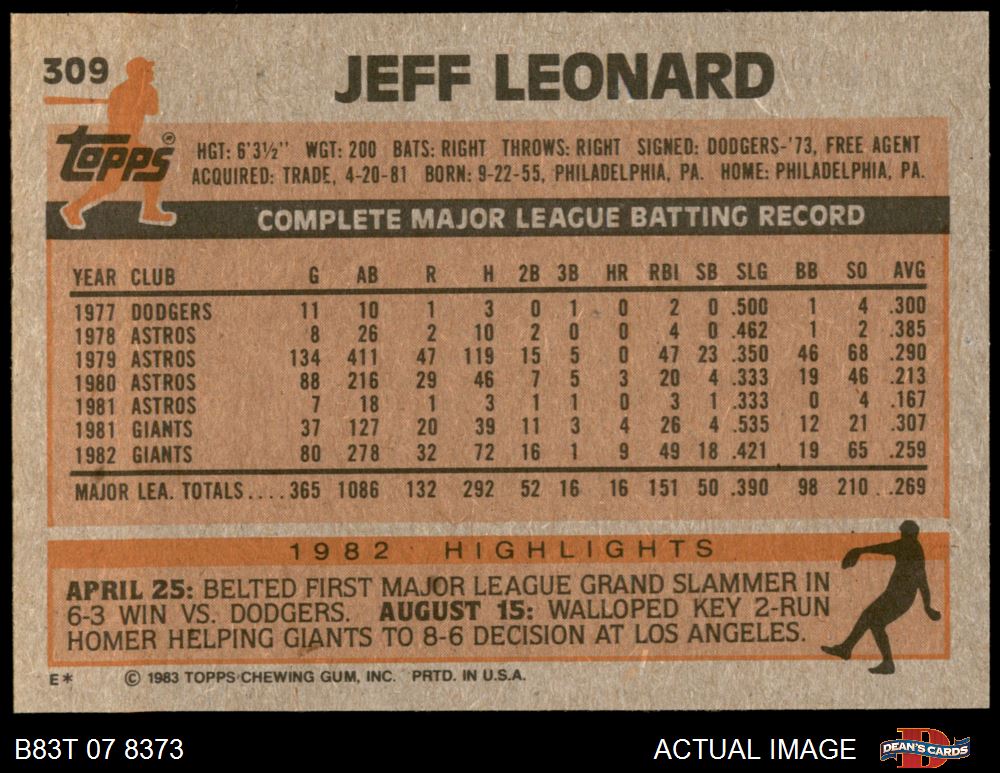 309
JEFF LEONARD
Topps®
HGT: 6'3½" WGT: 200 BATS: RIGHT THROWS: RIGHT SIGNED: DODGERS-'73, FREE AGENT
ACQUIRED: TRADE, 4-20-81 BORN: 9-22-55, PHILADELPHIA, PA. HOME: PHILADELPHIA, PA.
COMPLETE MAJOR LEAGUE BATTING RECORD
YEAR CLUB G AB R H 2B 3B HR RBI SB SLG BB SO AVG
1977 DODGERS 11 10 1 3 0 1 0 2 0 .500 1 4 .300
1978 ASTROS 8 26 2 10 2 0 0 4 0 .462 1 2 .385
1979 ASTROS 134 411 47 119 15 5 0 47 23 .350 46 68 .290
1980 ASTROS 88 216 29 46 7 5 3 20 4 .333 19 46 .213
1981 ASTROS 7 18 1 3 1 1 0 3 1 .333 0 4 .167
1981 GIANTS 37 127 20 39 11 3 4 26 4 .535 12 21 .307
1982 GIANTS 80 278 32 72 16 1 9 49 18 .421 19 65 .259
MAJOR LEA. TOTALS.... 365 1086 132 292 52 16 16 151 50 .390 98 210 ..269
1982 HIGHLIGHTS
APRIL 25: BELTED FIRST MAJOR LEAGUE GRAND SLAMMER IN
6-3 WIN VS. DODGERS. AUGUST 15: WALLOPED KEY 2-RUN
HOMER HELPING GIANTS TO 8-6 DECISION AT LOS ANGELES.
E* © 1983 TOPPS CHEWING GUM, INC. PRTD. IN U.S.A.
B83T 07 8373 ACTUAL IMAGE DEAN'S CARDS